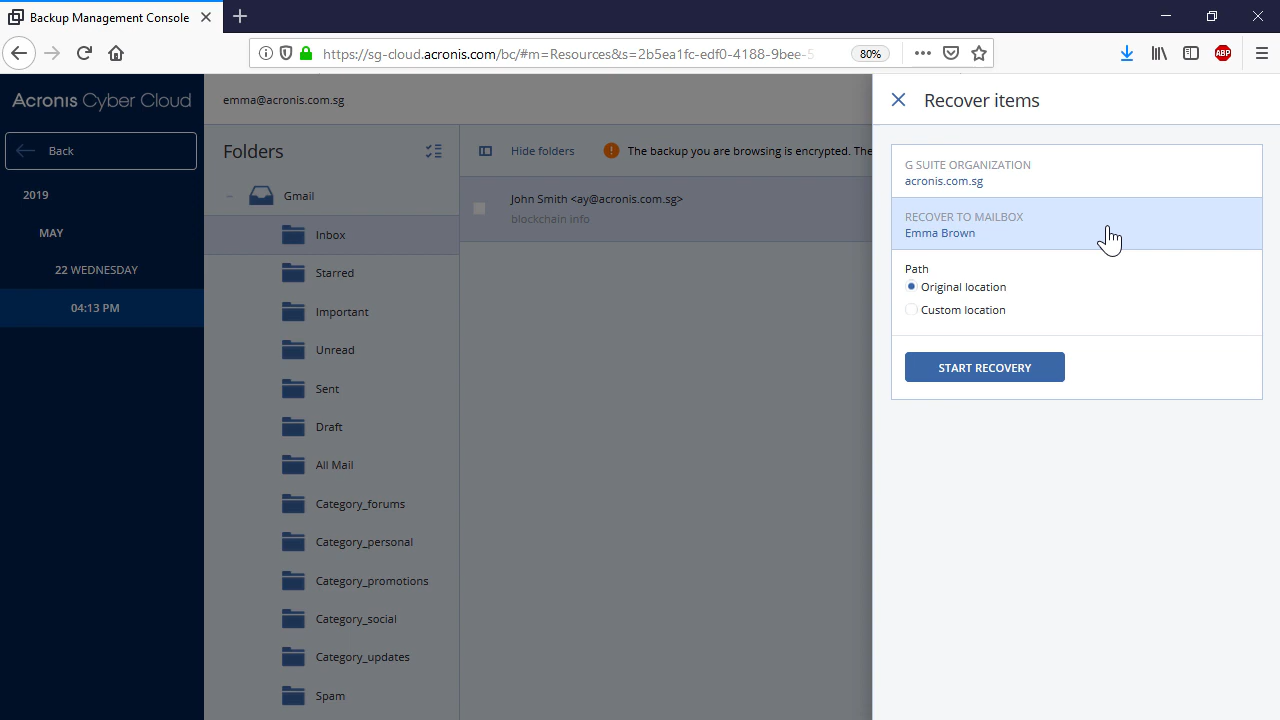 Backup Management Console
https://sg-cloud.acronis.com/bc/#m=Resources&s=2b5ea1fc-edf0-4188-9bee-5
80%
ABP
Acronis Cyber Cloud
Back
2019
MAY
22 WEDNESDAY
04:13 PM
emma@acronis.com.sg
Folders
Gmail
Inbox
Starred
Important
Unread
Sent
Draft
All Mail
Category_forums
Category_personal
Category_promotions
Category_social
Category_updates
Spam
Hide folders
The backup you are browsing is encrypted. The
John Smith <ay@acronis.com.sg>
blockchain info
Recover items
G SUITE ORGANIZATION
acronis.com.sg
RECOVER TO MAILBOX
Emma Brown
Path
Original location
Custom location
START RECOVERY